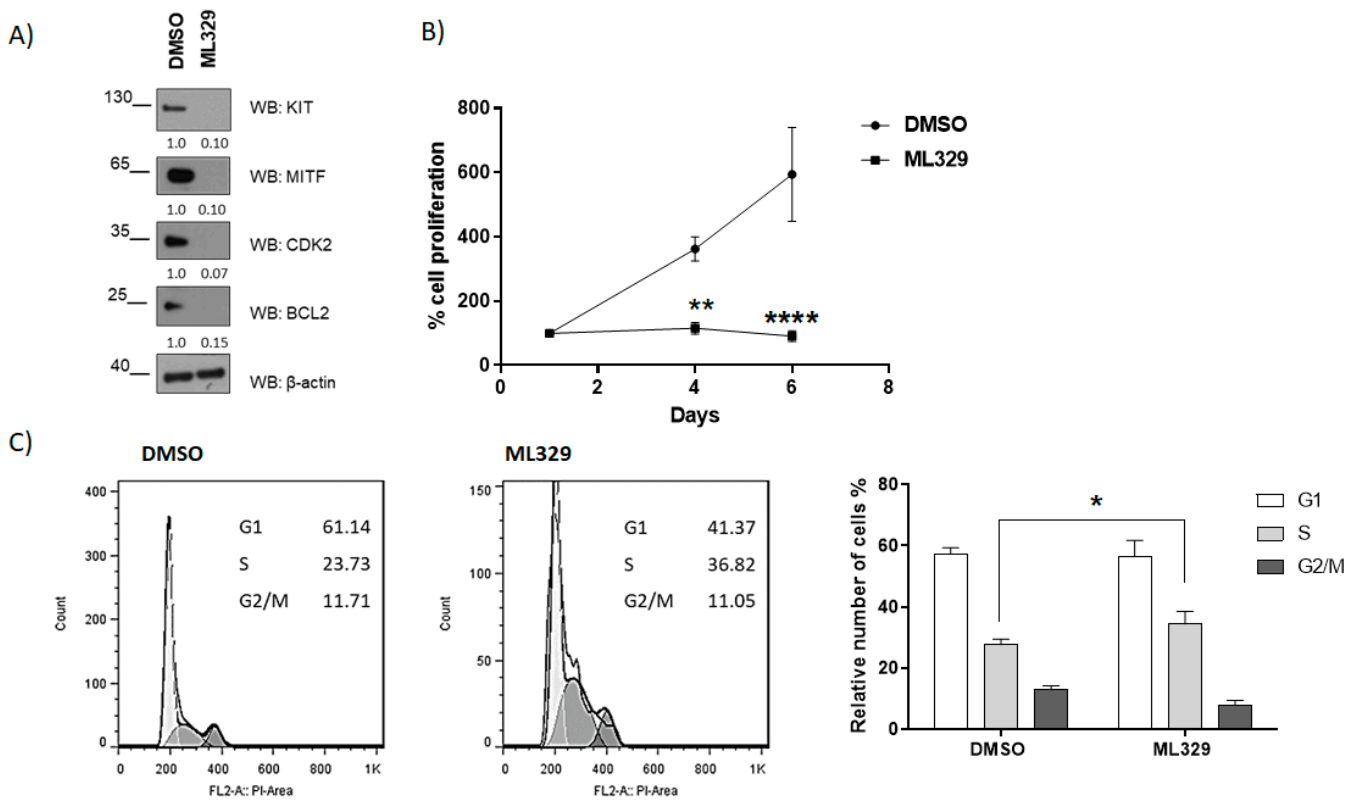 A)
DMSO
ML329
130
WB: KIT
1.0 0.10
65
WB: MITF
1.0 0.10
35
WB: CDK2
1.0 0.07
25
WB: BCL2
1.0 0.15
40
WB: β-actin
B)
% cell proliferation
800
600
400
200
0
0 2 4 6 8
Days
DMSO
ML329
**
****
C)
DMSO
Count
400
300
200
100
0
G1 61.14
S 23.73
G2/M 11.71
0 200 400 600 800 1K
FL2-A:: PI-Area
ML329
Count
150
100
50
0
G1 41.37
S 36.82
G2/M 11.05
0 200 400 600 800 1K
FL2-A:: PI-Area
Relative number of cells %
80
60
40
20
0
*
DMSO ML329
G1
S
G2/M